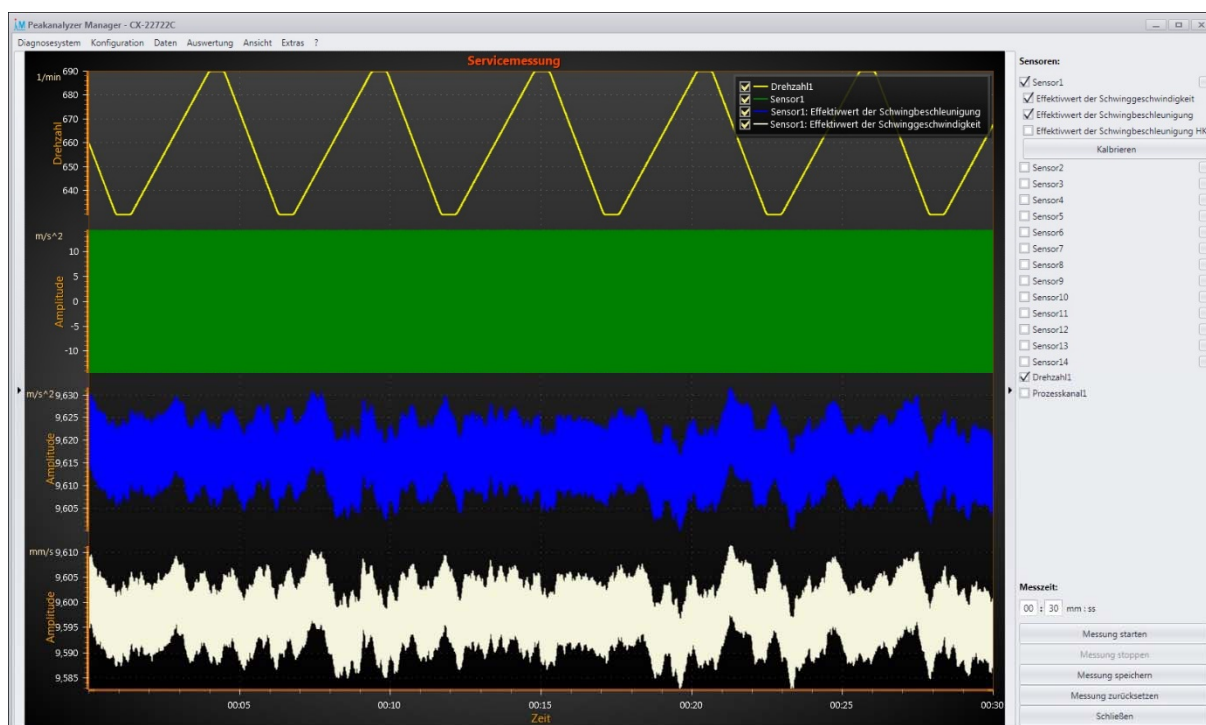 Peakanalyzer Manager - CX-22722C
Diagnosesystem Konfiguration Daten Auswertung Ansicht Extras ?
Servicemessung
1/min
690
680
670
660
650
640
Drehzahl
Drehzahl1
Sensor1
Sensor1: Effektivwert der Schwingbeschleunigung
Sensor1: Effektivwert der Schwinggeschwindigkeit
m/s^2
10
5
0
-5
-10
Amplitude
m/s^2
9,630
9,625
9,620
9,615
9,610
9,605
Amplitude
mm/s
9,610
9,605
9,600
9,595
9,590
9,585
Amplitude
00:05 00:10 00:15 00:20 00:25 00:30
Zeit
Sensoren:
Sensor1
Effektivwert der Schwinggeschwindigkeit
Effektivwert der Schwingbeschleunigung
Effektivwert der Schwingbeschleunigung HK
Kalbrieren
Sensor2
Sensor3
Sensor4
Sensor5
Sensor6
Sensor7
Sensor8
Sensor9
Sensor10
Sensor11
Sensor12
Sensor13
Sensor14
Drehzahl1
Prozesskanal1
Messzeit:
00 : 30 mm : ss
Messung starten
Messung stoppen
Messung speichern
Messung zurücksetzen
Schließen